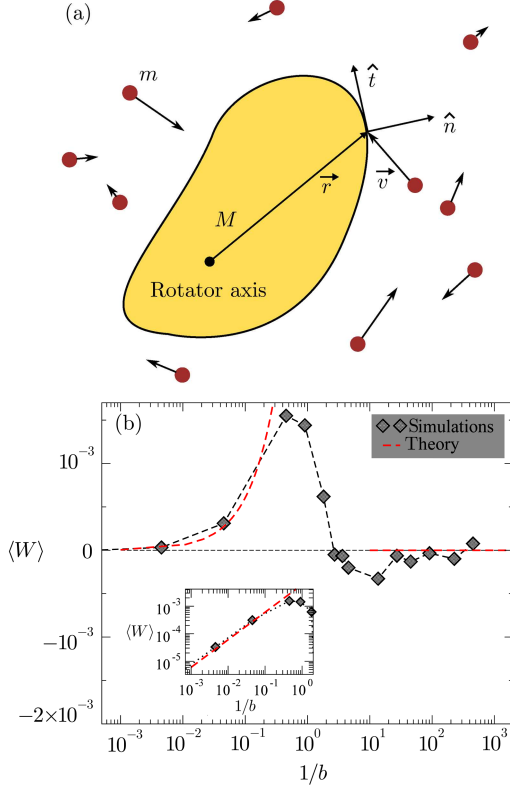 (a)
m
t̂
n̂
r⃗
v⃗
M
Rotator axis
(b)
Simulations
Theory
10⁻³
⟨W⟩
0
−10⁻³
−2×10⁻³
10⁻³ 10⁻² 10⁻¹ 10⁰ 10¹ 10² 10³
1/b
10⁻³
⟨W⟩ 10⁻⁴
10⁻⁵
10⁻³ 10⁻² 10⁻¹ 10⁰
1/b